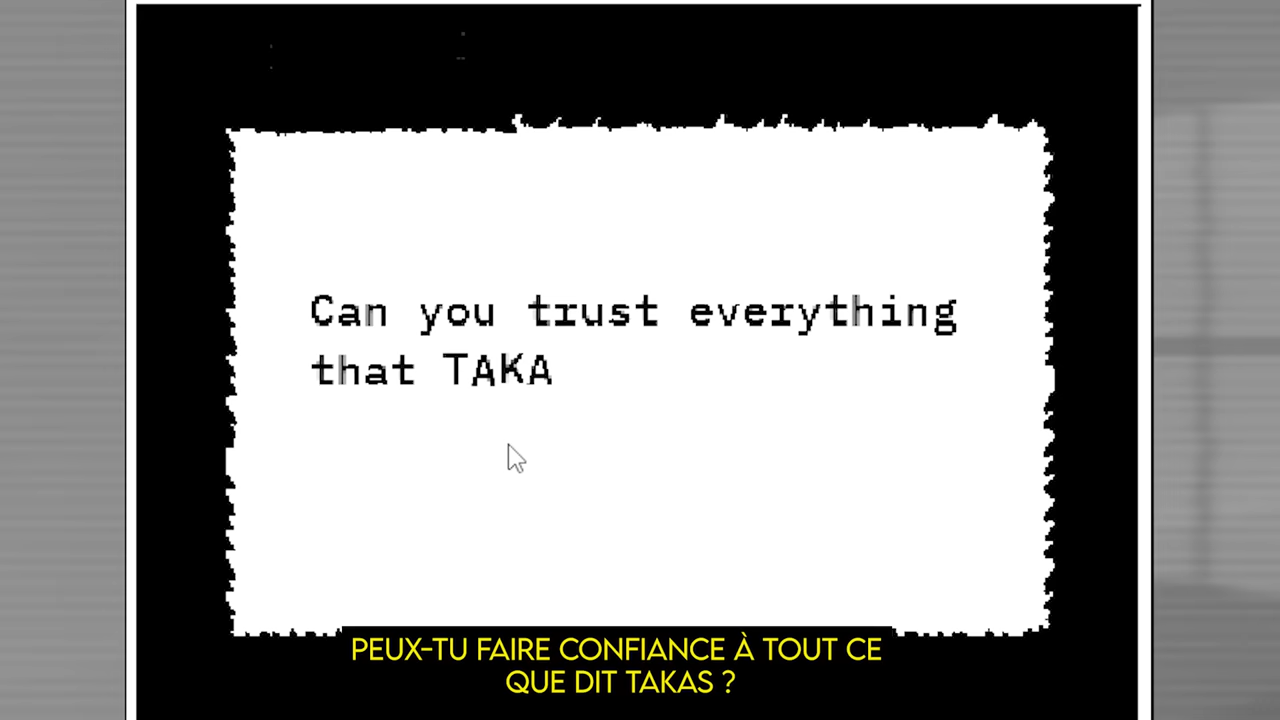 Can you trust everything
that TAKA
PEUX-TU FAIRE CONFIANCE À TOUT CE
QUE DIT TAKAS ?